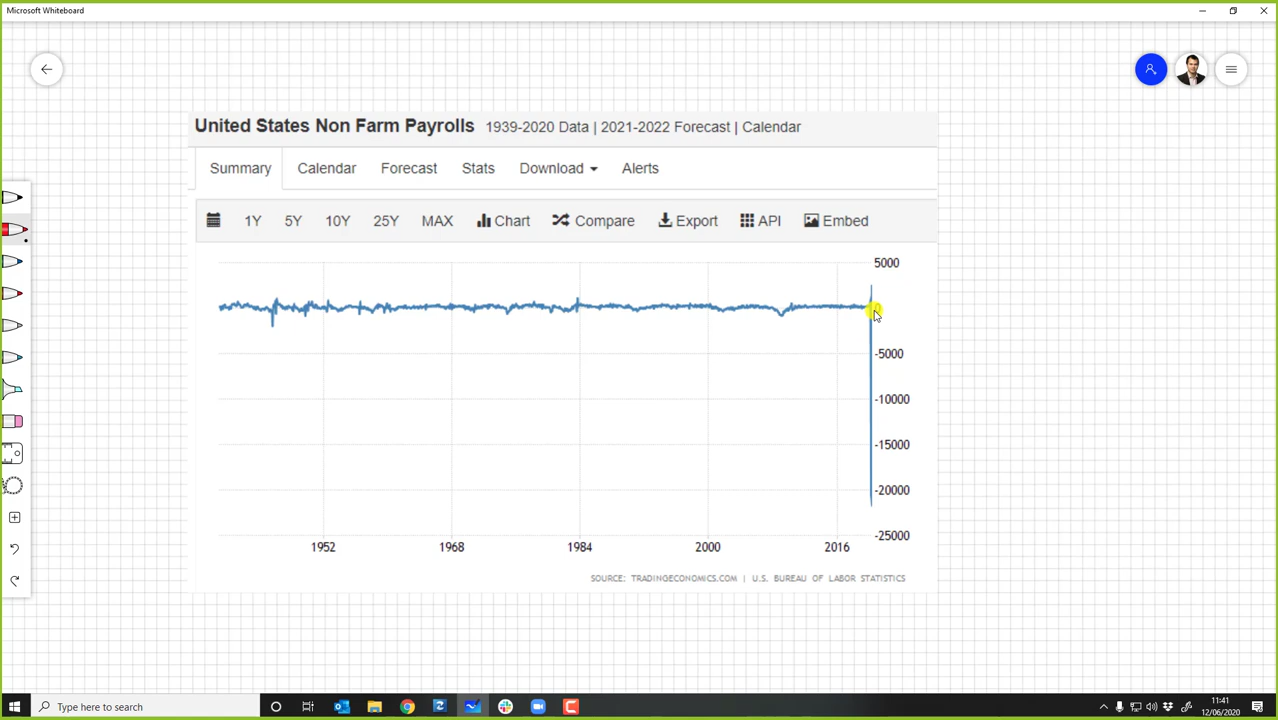 Microsoft Whiteboard
United States Non Farm Payrolls 1939-2020 Data | 2021-2022 Forecast | Calendar
Summary Calendar Forecast Stats Download Alerts
1Y 5Y 10Y 25Y MAX Chart Compare Export API Embed
5000
0
-5000
-10000
-15000
-20000
-25000
1952 1968 1984 2000 2016
SOURCE: TRADINGECONOMICS.COM | U.S. BUREAU OF LABOR STATISTICS
Type here to search
11:41
12/06/2020